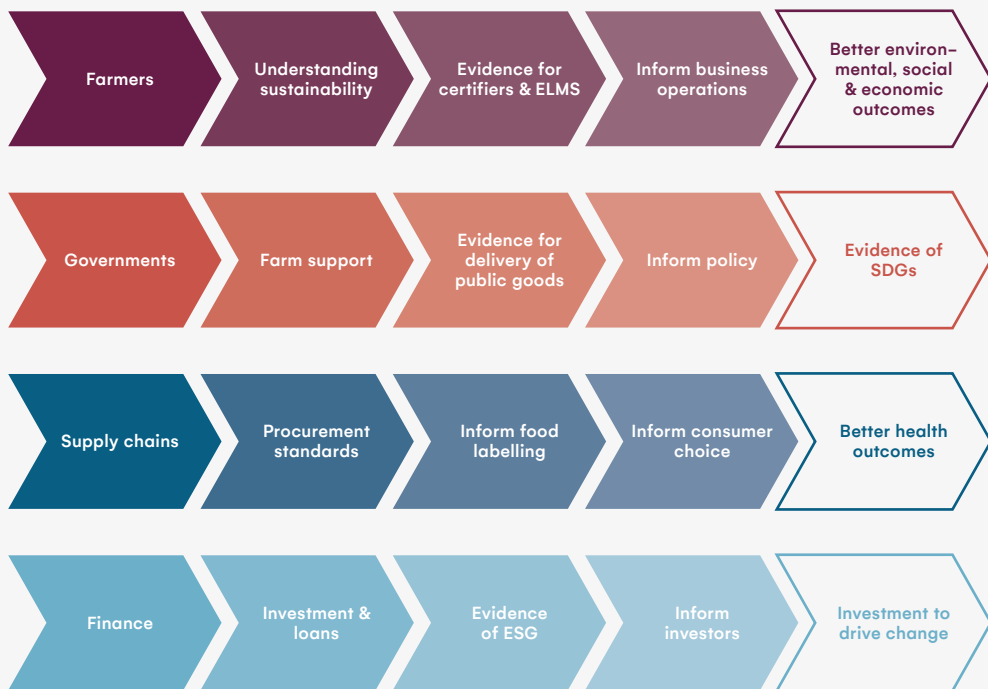 Farmers
Understanding
sustainability
Evidence for
certifiers & ELMS
Inform business
operations
Better environ-
mental, social
& economic
outcomes
Governments
Farm support
Evidence for
delivery of
public goods
Inform policy
Evidence of
SDGs
Supply chains
Procurement
standards
Inform food
labelling
Inform consumer
choice
Better health
outcomes
Finance
Investment &
loans
Evidence
of ESG
Inform
investors
Investment to
drive change